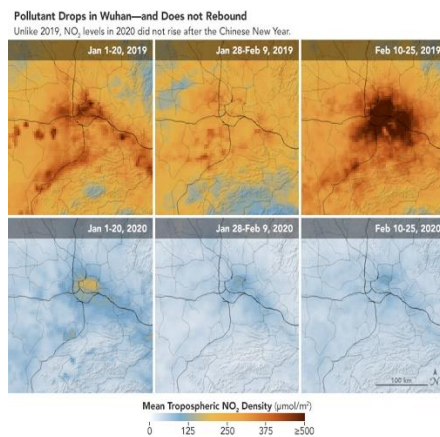 Pollutant Drops in Wuhan—and Does not Rebound
Unlike 2019, NO₂ levels in 2020 did not rise after the Chinese New Year.
Jan 1-20, 2019
Jan 28-Feb 9, 2019
Feb 10-25, 2019
Jan 1-20, 2020
Jan 28-Feb 9, 2020
Feb 10-25, 2020
100 km
N
Mean Tropospheric NO₂ Density (μmol/m²)
0 125 250 375 ≥500